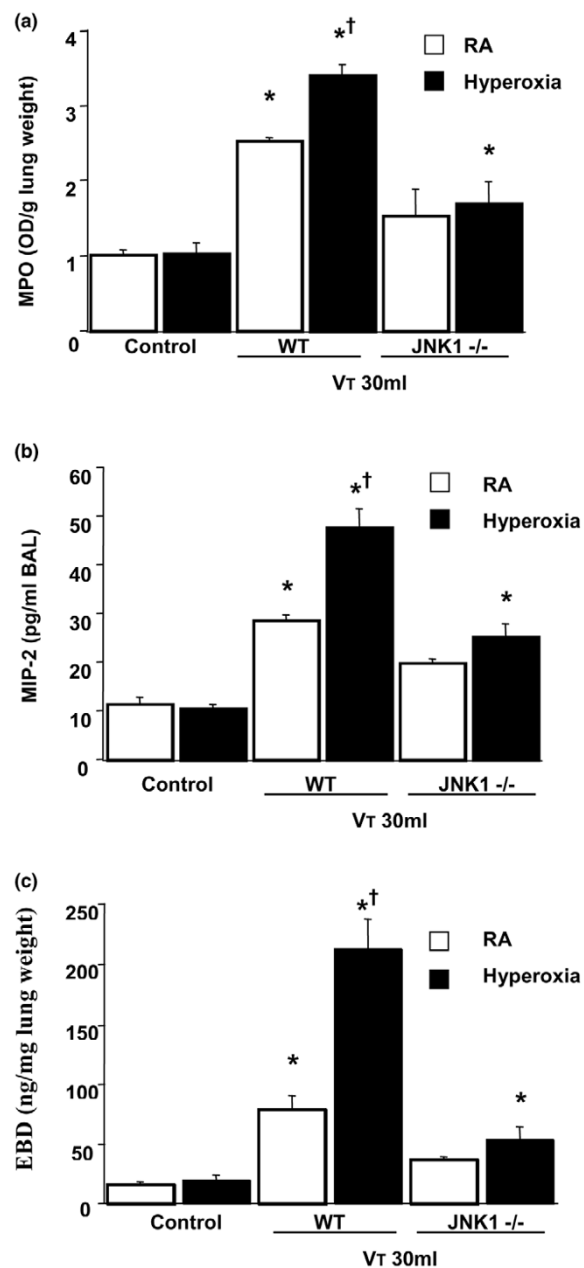 (a)
MPO (OD/g lung weight)
4
3
2
1
0
RA
Hyperoxia
*
*†
*
Control
WT
JNK1 -/-
VT 30ml
(b)
MIP-2 (pg/ml BAL)
60
50
40
30
20
10
0
RA
Hyperoxia
*
*†
*
Control
WT
JNK1 -/-
VT 30ml
(c)
EBD (ng/mg lung weight)
250
200
150
100
50
0
RA
Hyperoxia
*
*†
*
Control
WT
JNK1 -/-
VT 30ml